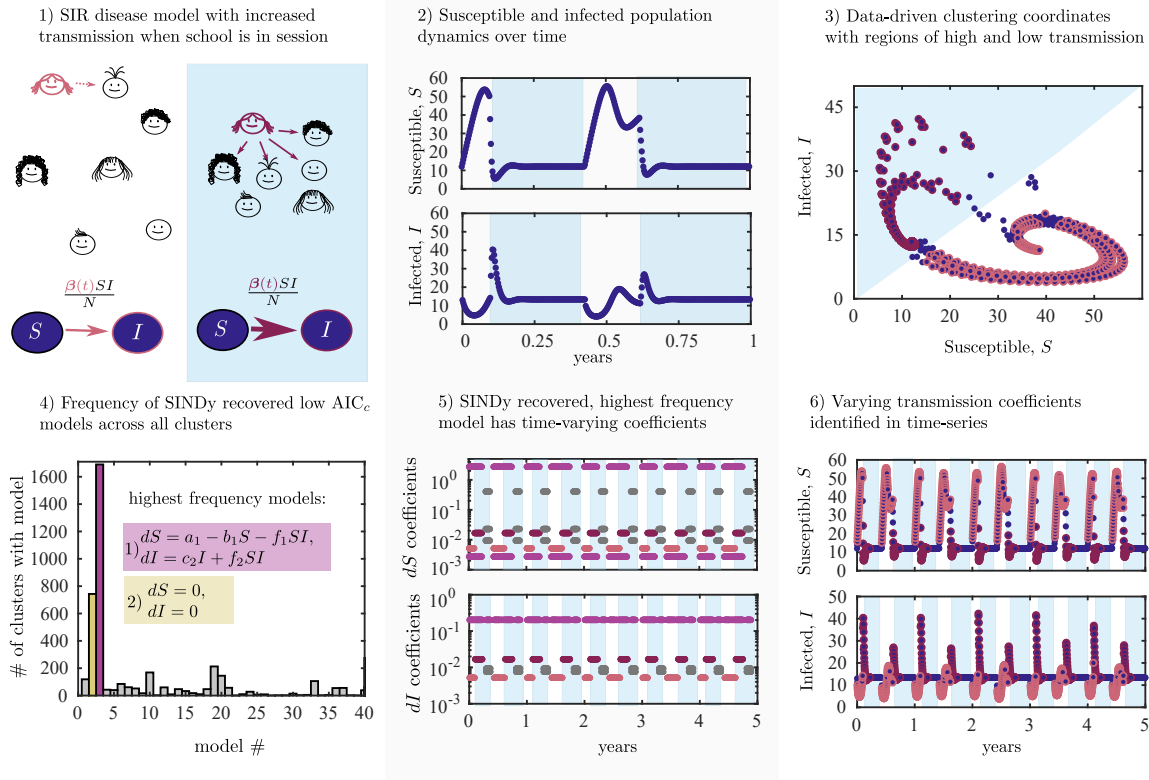 1) SIR disease model with increased
transmission when school is in session
β(t)SI
N
S
I
β(t)SI
N
S
I
2) Susceptible and infected population
dynamics over time
Susceptible, S
60
50
40
30
20
10
0
Infected, I
60
50
40
30
20
10
0
0
0.25
0.5
0.75
1
years
3) Data-driven clustering coordinates
with regions of high and low transmission
Infected, I
45
30
15
0
0
10
20
30
40
50
Susceptible, S
4) Frequency of SINDy recovered low AICc
models across all clusters
# of clusters with model
1600
1400
1200
1000
800
600
400
200
0
highest frequency models:
1) dS = a₁ − b₁S − f₁SI,
dI = c₂I + f₂SI
2) dS = 0,
dI = 0
0
5
10
15
20
25
30
35
40
model #
5) SINDy recovered, highest frequency
model has time-varying coefficients
dS coefficients
10⁰
10⁻¹
10⁻²
10⁻³
dI coefficients
10⁰
10⁻¹
10⁻²
10⁻³
0
1
2
3
4
5
years
6) Varying transmission coefficients
identified in time-series
Susceptible, S
60
50
40
30
20
10
0
Infected, I
50
40
30
20
10
0
0
1
2
3
4
5
years